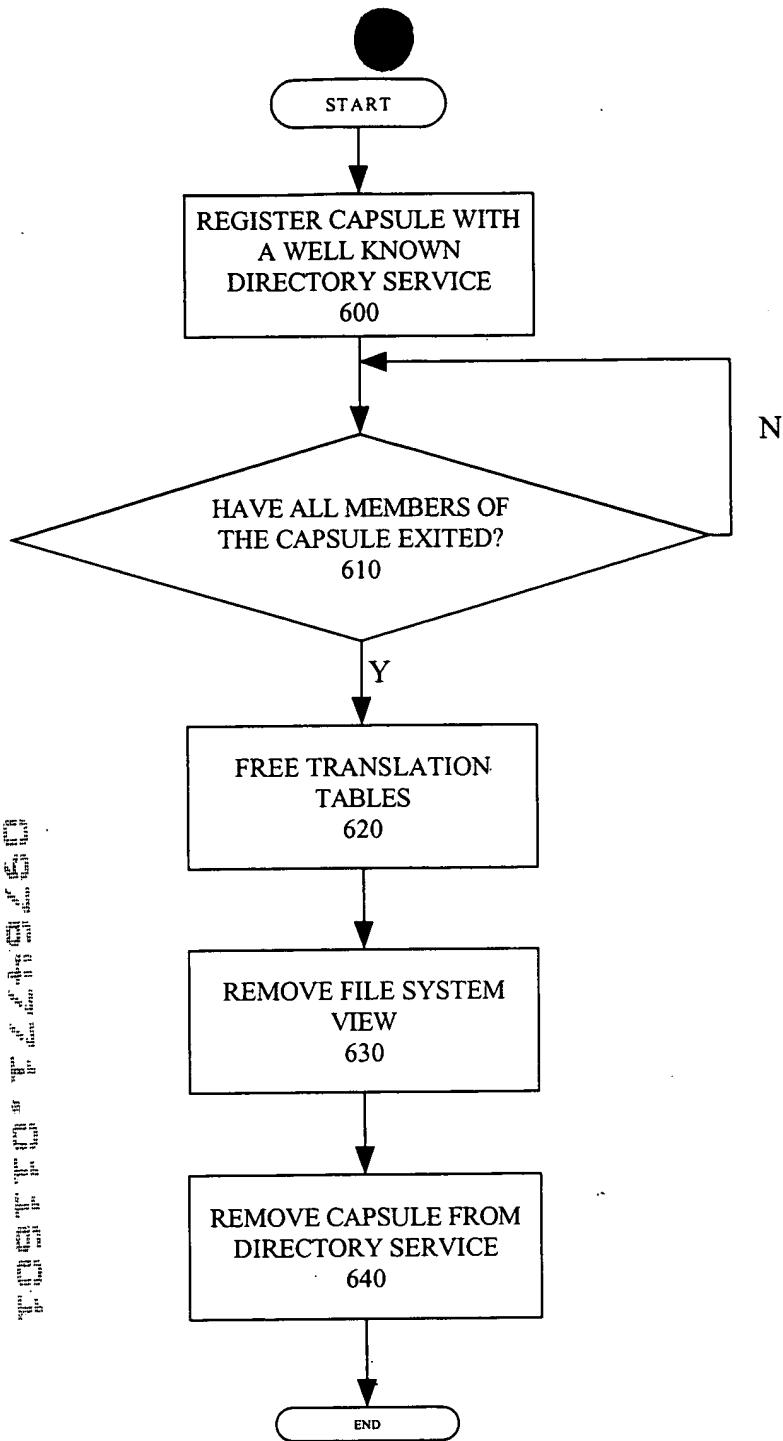 START
REGISTER CAPSULE WITH
A WELL KNOWN
DIRECTORY SERVICE
600
N
HAVE ALL MEMBERS OF
THE CAPSULE EXITED?
610
Y
FREE TRANSLATION
TABLES
620
REMOVE FILE SYSTEM
VIEW
630
REMOVE CAPSULE FROM
DIRECTORY SERVICE
640
END